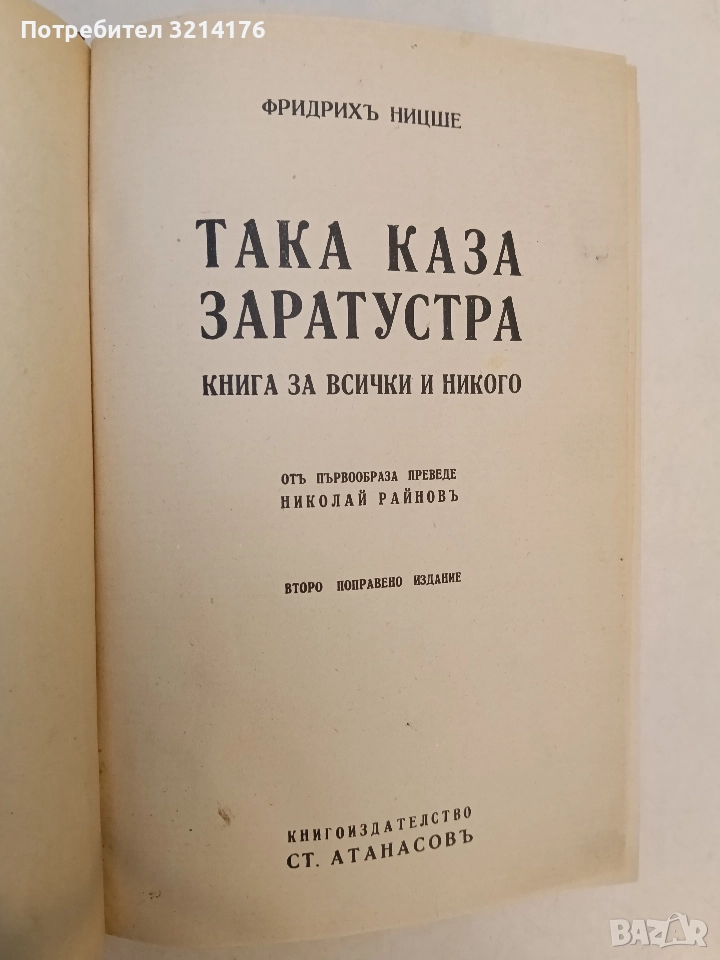 Потребител 3214176
ФРИДРИХЪ НИЦШЕ
ТАКА КАЗА
ЗАРАТУСТРА
КНИГА ЗА ВСИЧКИ И НИКОГО
ОТЪ ПЪРВООБРАЗА ПРЕВЕДЕ
НИКОЛАЙ РАЙНОВЪ
ВТОРО ПОПРАВЕНО ИЗДАНИЕ
КНИГОИЗДАТЕЛСТВО
СТ. АТАНАСОВЪ
BAZAR